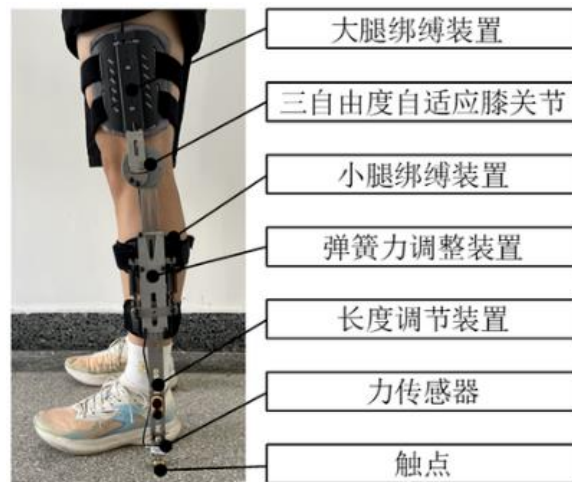 大腿绑缚装置
三自由度自适应膝关节
小腿绑缚装置
弹簧力调整装置
长度调节装置
力传感器
触点